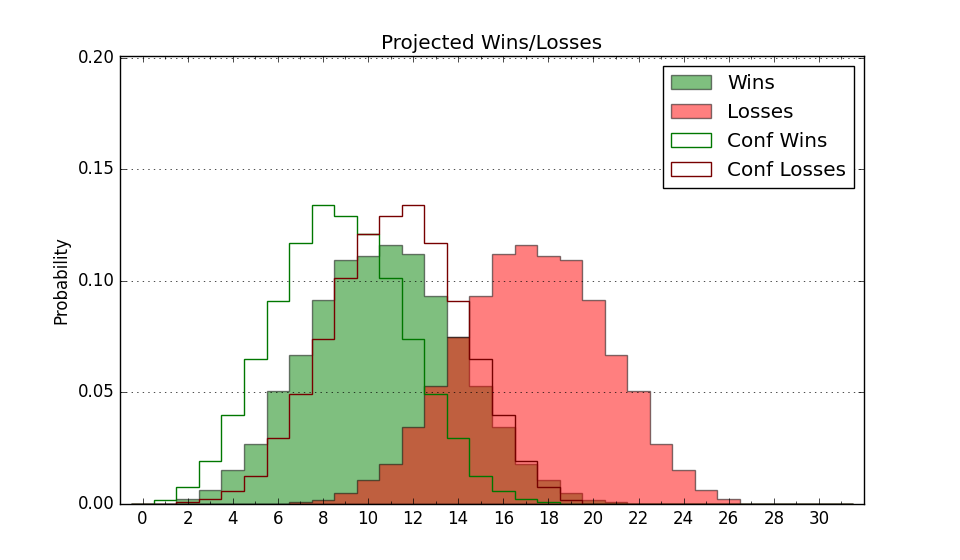 Projected Wins/Losses
Probability
0.20
0.15
0.10
0.05
0.00
Wins
Losses
Conf Wins
Conf Losses
0 2 4 6 8 10 12 14 16 18 20 22 24 26 28 30